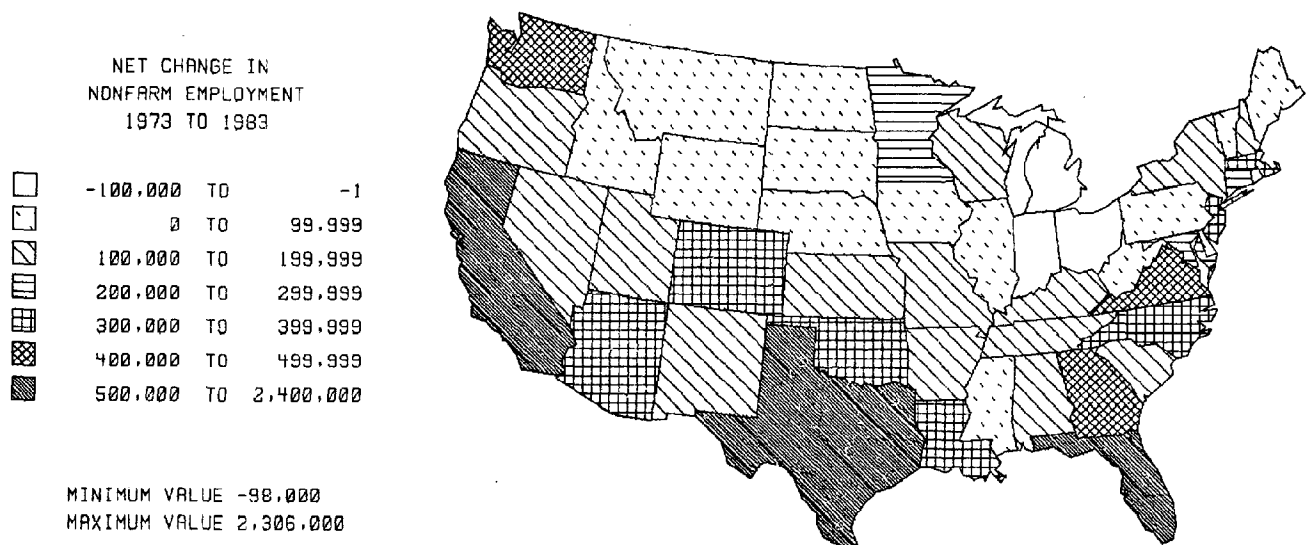 NET CHANGE IN
NONFARM EMPLOYMENT
1973 TO 1983
-100,000 TO -1
0 TO 99,999
100,000 TO 199,999
200,000 TO 299,999
300,000 TO 399,999
400,000 TO 499,999
500,000 TO 2,400,000
MINIMUM VALUE -98,000
MAXIMUM VALUE 2,306,000